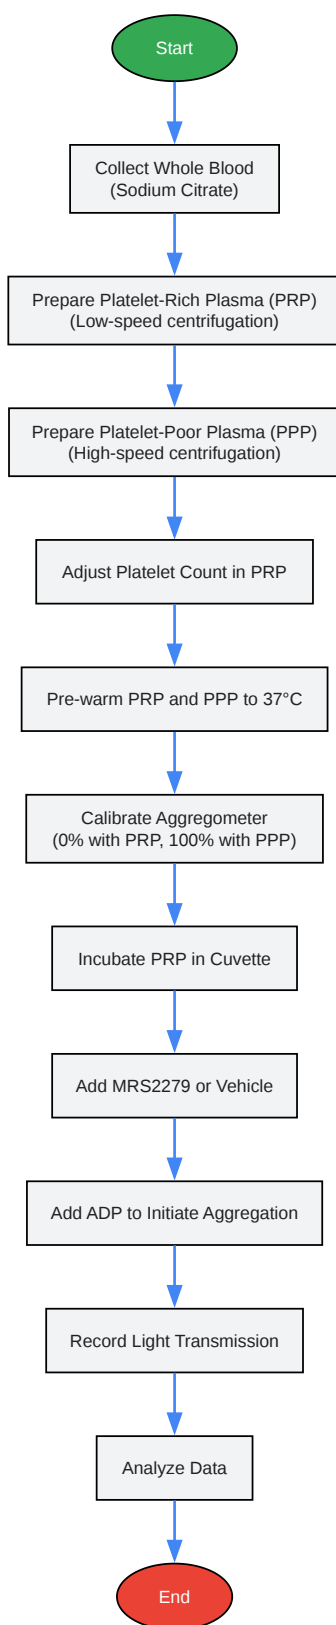 Start
Collect Whole Blood
(Sodium Citrate)
Prepare Platelet-Rich Plasma (PRP)
(Low-speed centrifugation)
Prepare Platelet-Poor Plasma (PPP)
(High-speed centrifugation)
Adjust Platelet Count in PRP
Pre-warm PRP and PPP to 37°C
Calibrate Aggregometer
(0% with PRP, 100% with PPP)
Incubate PRP in Cuvette
Add MRS2279 or Vehicle
Add ADP to Initiate Aggregation
Record Light Transmission
Analyze Data
End